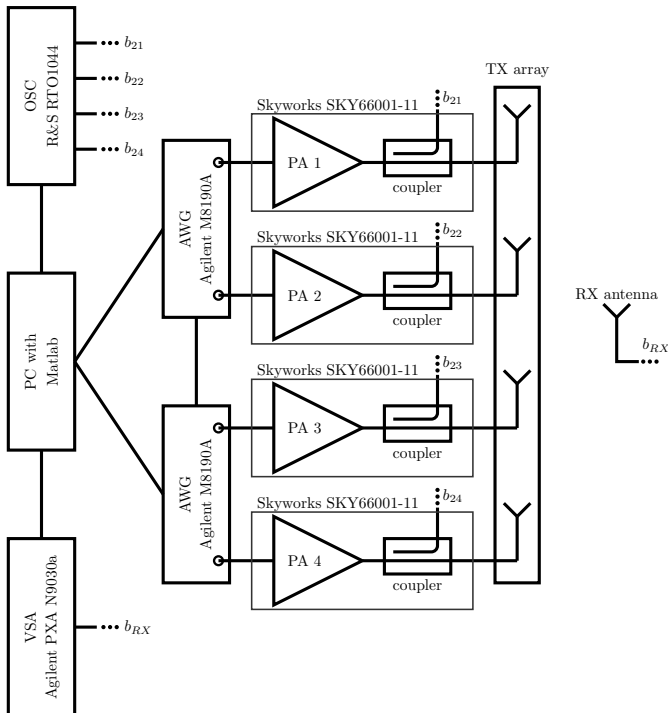 OSC
R&S RTO1044
b21
b22
b23
b24
PC with
Matlab
VSA
Agilent PXA N9030a
bRX
AWG
Agilent M8190A
AWG
Agilent M8190A
Skyworks SKY66001-11
b21
PA 1
coupler
Skyworks SKY66001-11
b22
PA 2
coupler
Skyworks SKY66001-11
b23
PA 3
coupler
Skyworks SKY66001-11
b24
PA 4
coupler
TX array
RX antenna
bRX